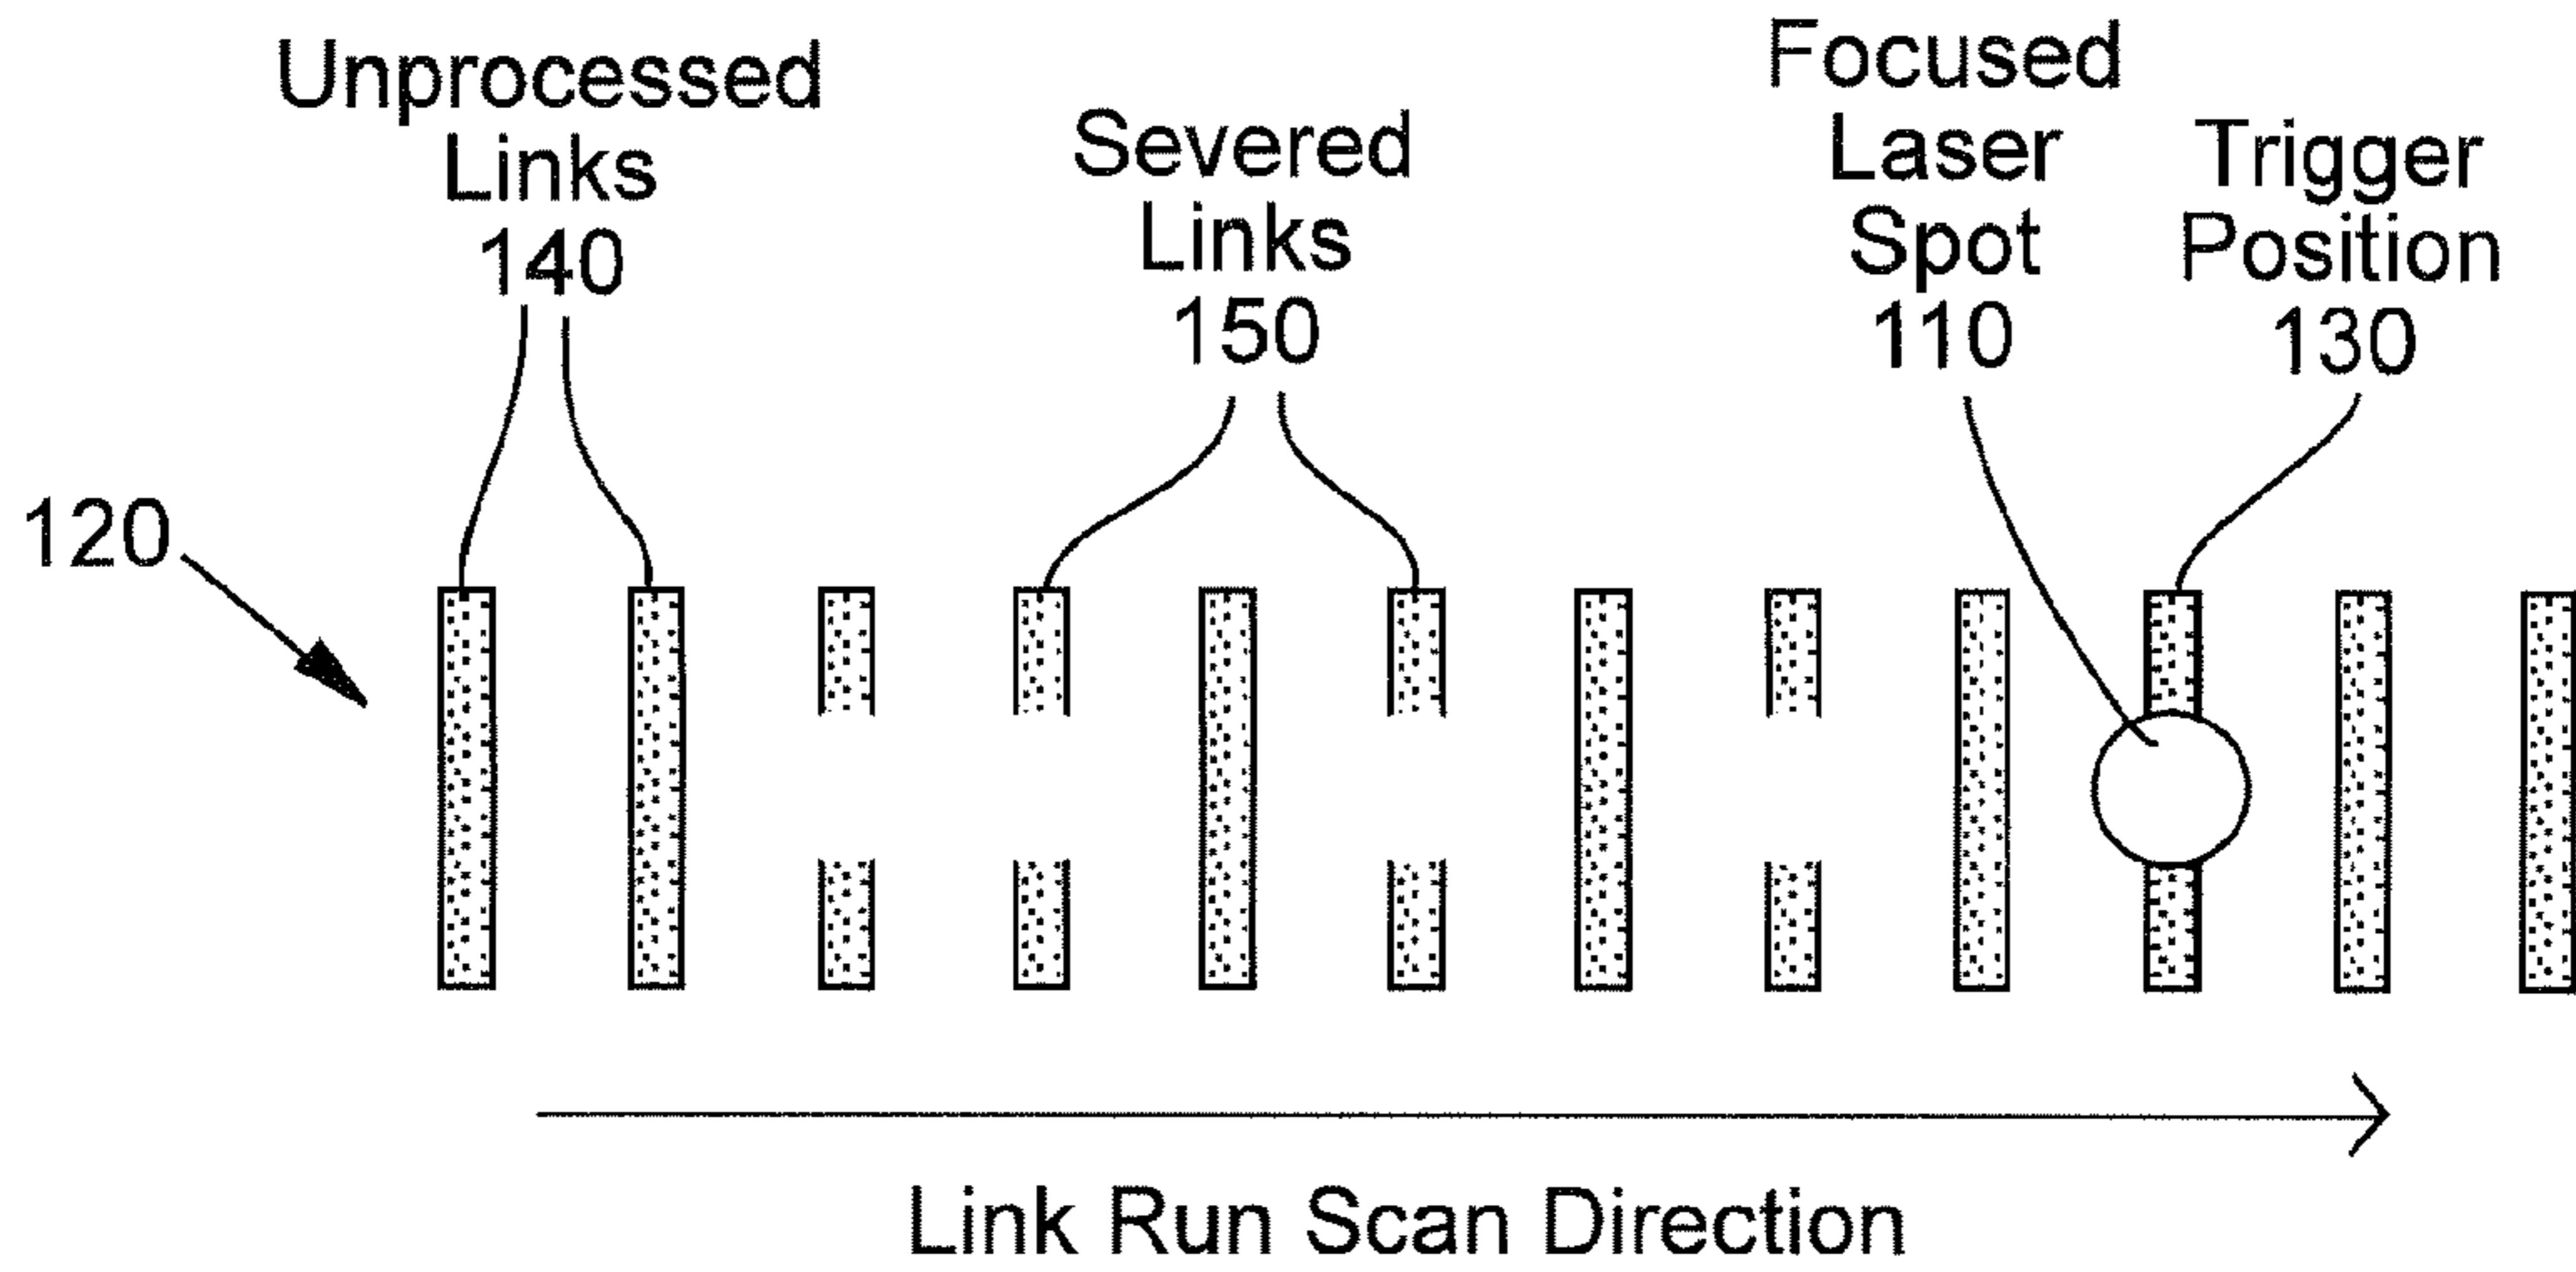 Unprocessed
Links
140
Severed
Links
150
Focused
Laser
Spot
110
Trigger
Position
130
120
Link Run Scan Direction